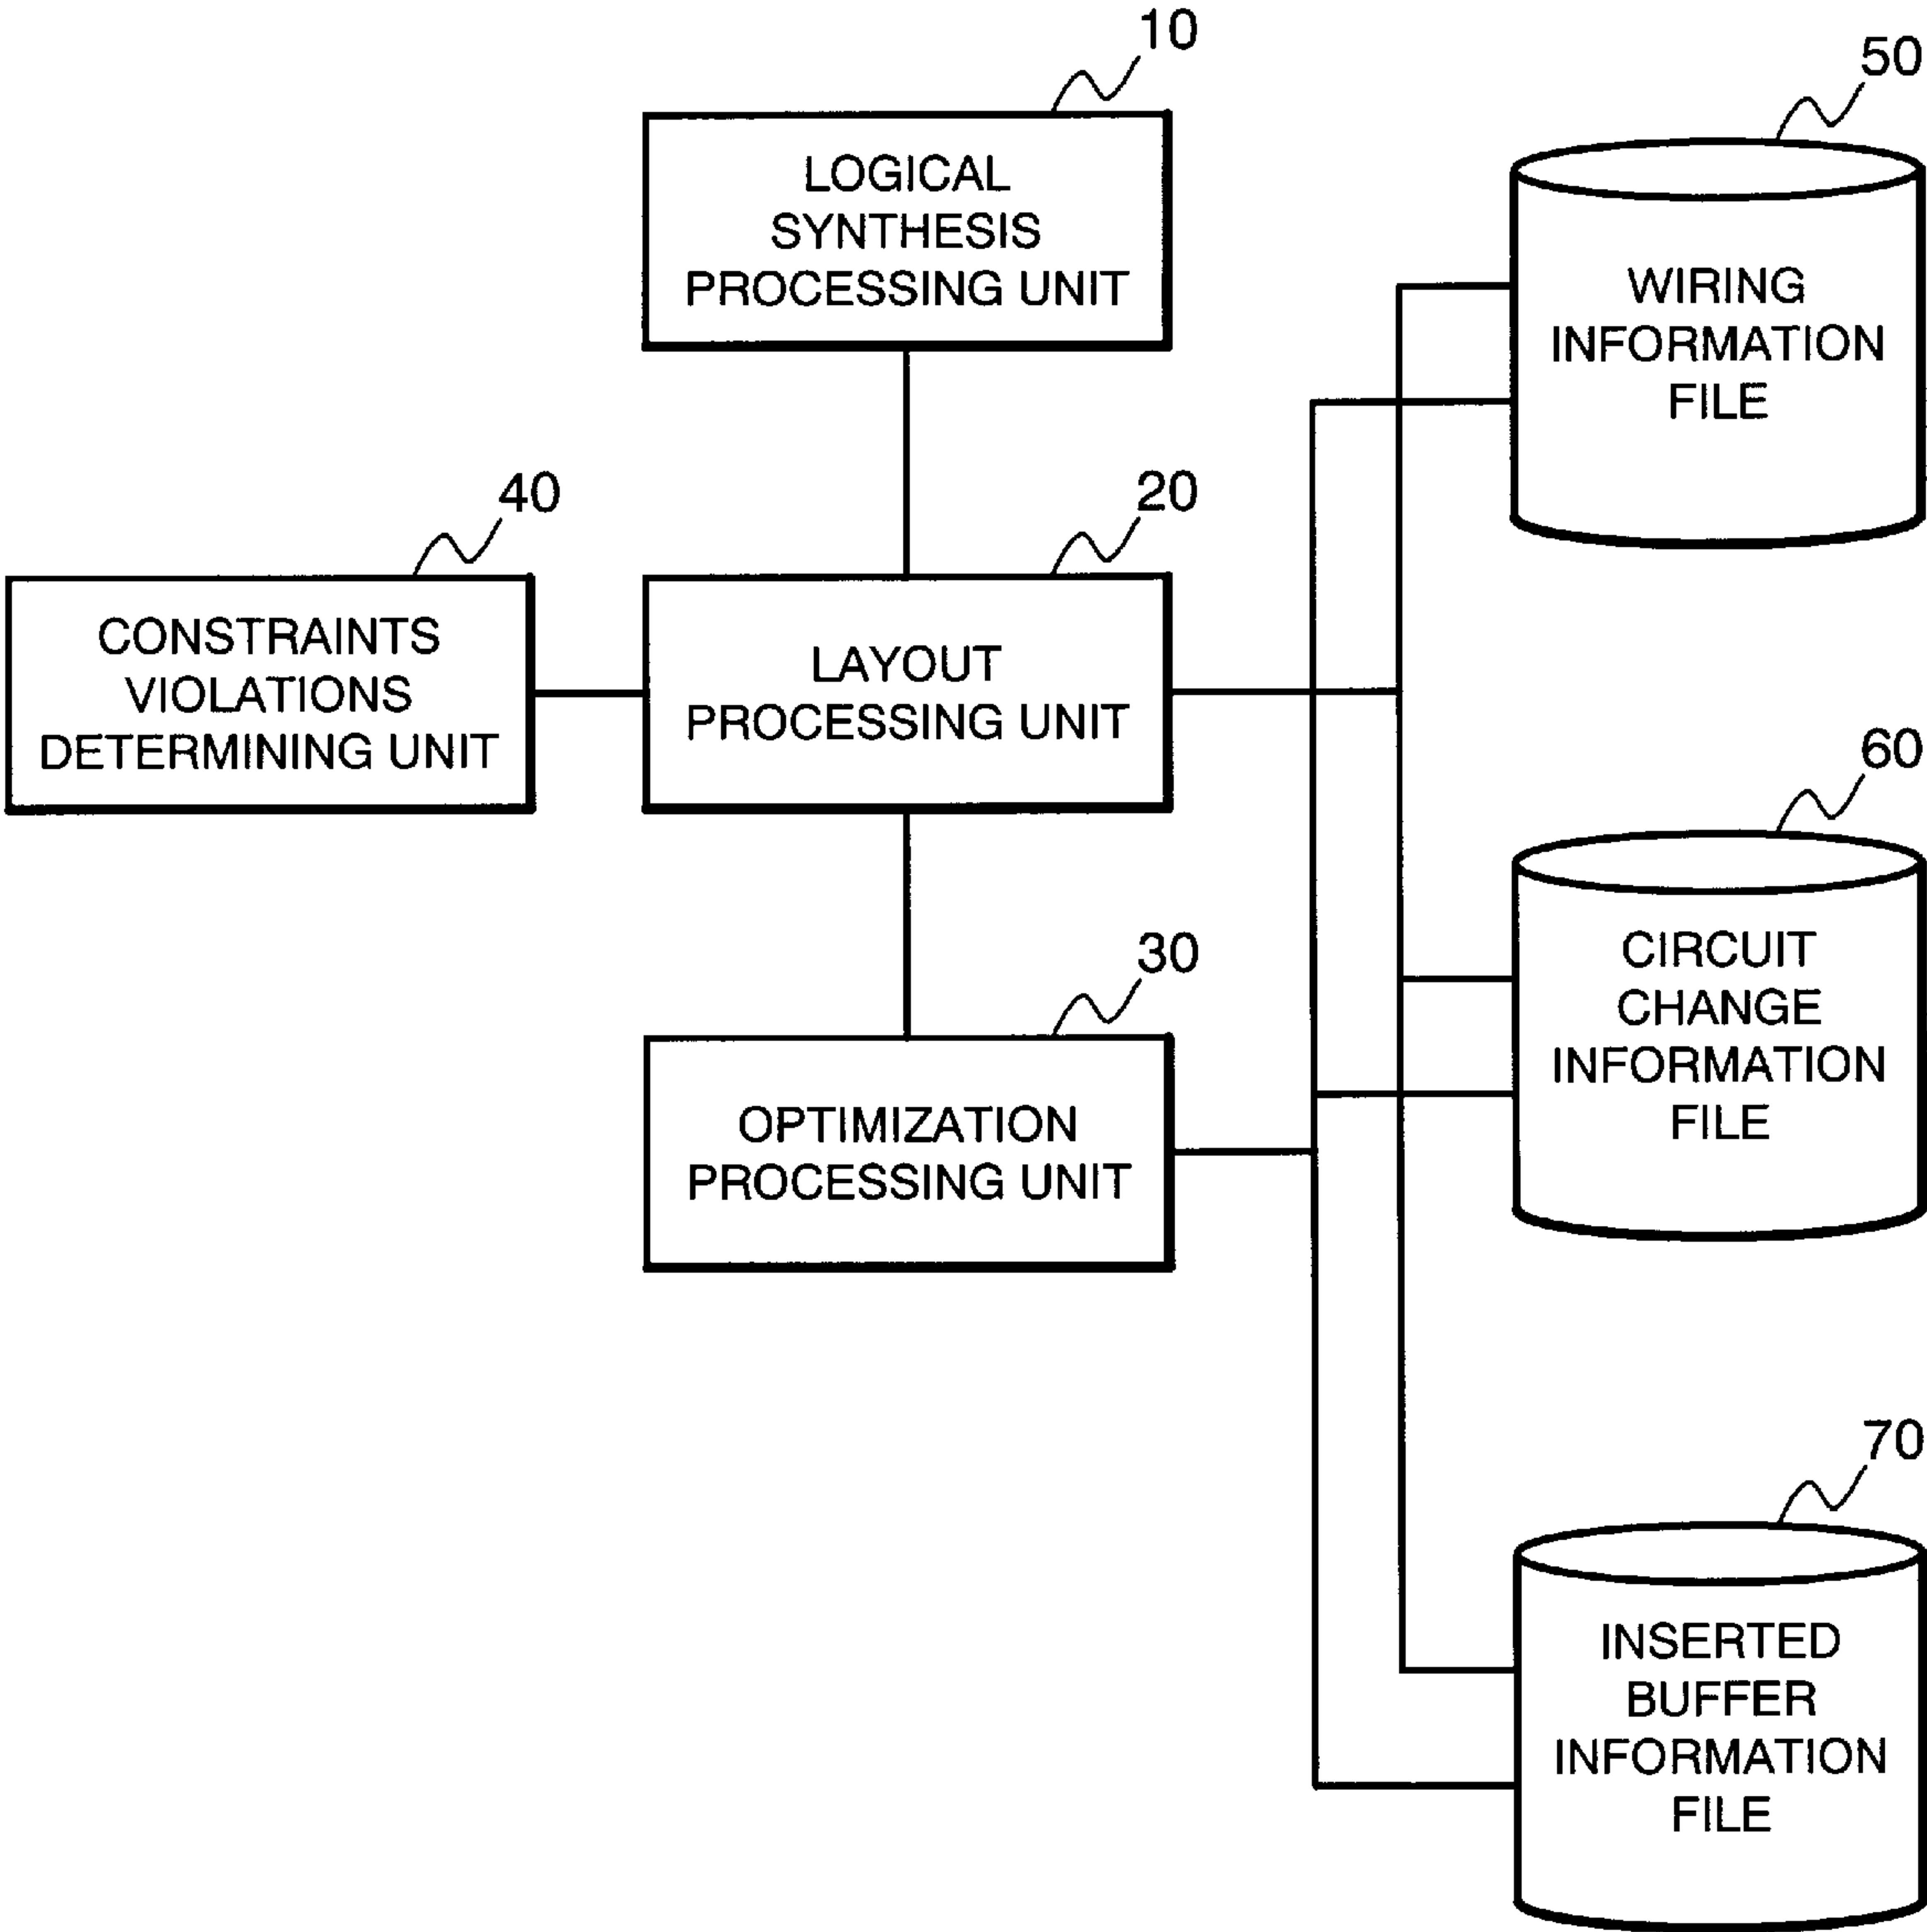 10
LOGICAL
SYNTHESIS
PROCESSING UNIT
50
WIRING
INFORMATION
FILE
40
CONSTRAINTS
VIOLATIONS
DETERMINING UNIT
20
LAYOUT
PROCESSING UNIT
60
CIRCUIT
CHANGE
INFORMATION
FILE
30
OPTIMIZATION
PROCESSING UNIT
70
INSERTED
BUFFER
INFORMATION
FILE